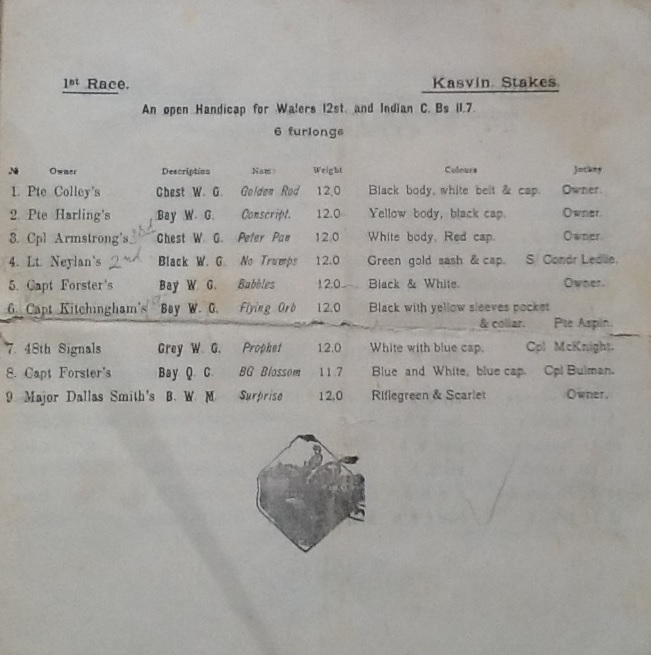 1st Race. Kasvin. Stakes.
An open Handicap for Walers 12st. and Indian C. Bs 11.7.
6 furlongs
№ Owner Description Name Weight Colours Jockey
1. Pte Colley's Chest W. G. Golden Rod 12.0 Black body, white belt & cap. Owner.
2. Pte Harling's Bay W. G. Conscript. 12.0 Yellow body, black cap. Owner.
3. Cpl Armstrong's 3rd Chest W. G. Peter Pan 12.0 White body, Red cap. Owner.
4. Lt. Neylan's 2nd Black W. G. No Trumps 12.0 Green gold sash & cap. S Condr Leslie.
5. Capt Forster's Bay W. G. Babbles 12.0 Black & White. Owner.
6. Capt Kitchingham's Bay W. G. Flying Orb 12.0 Black with yellow sleeves pocket
& collar. Pte Aspin.
7. 48th Signals Grey W. G. Prophet 12.0 White with blue cap. Cpl McKnight.
8. Capt Forster's Bay Q. G. BG Blossom 11.7 Blue and White, blue cap. Cpl Bulman.
9 Major Dallas Smith's B. W. M Surprise 12.0 Riflegreen & Scarlet Owner.